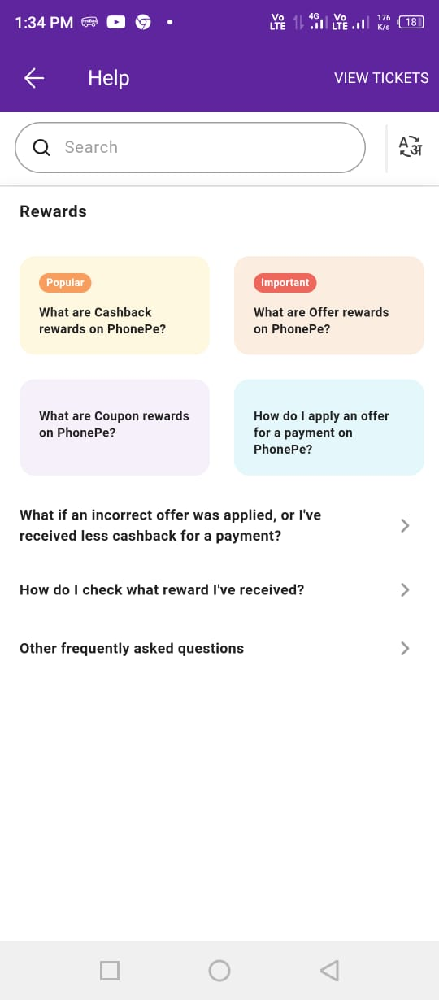 1:34 PM redBus
Vo LTE 4G Vo LTE 176 K/s 18
Help
VIEW TICKETS
Search
A अ
Rewards
Popular
What are Cashback
rewards on PhonePe?
Important
What are Offer rewards
on PhonePe?
What are Coupon rewards
on PhonePe?
How do I apply an offer
for a payment on
PhonePe?
What if an incorrect offer was applied, or I've
received less cashback for a payment?
How do I check what reward I've received?
Other frequently asked questions